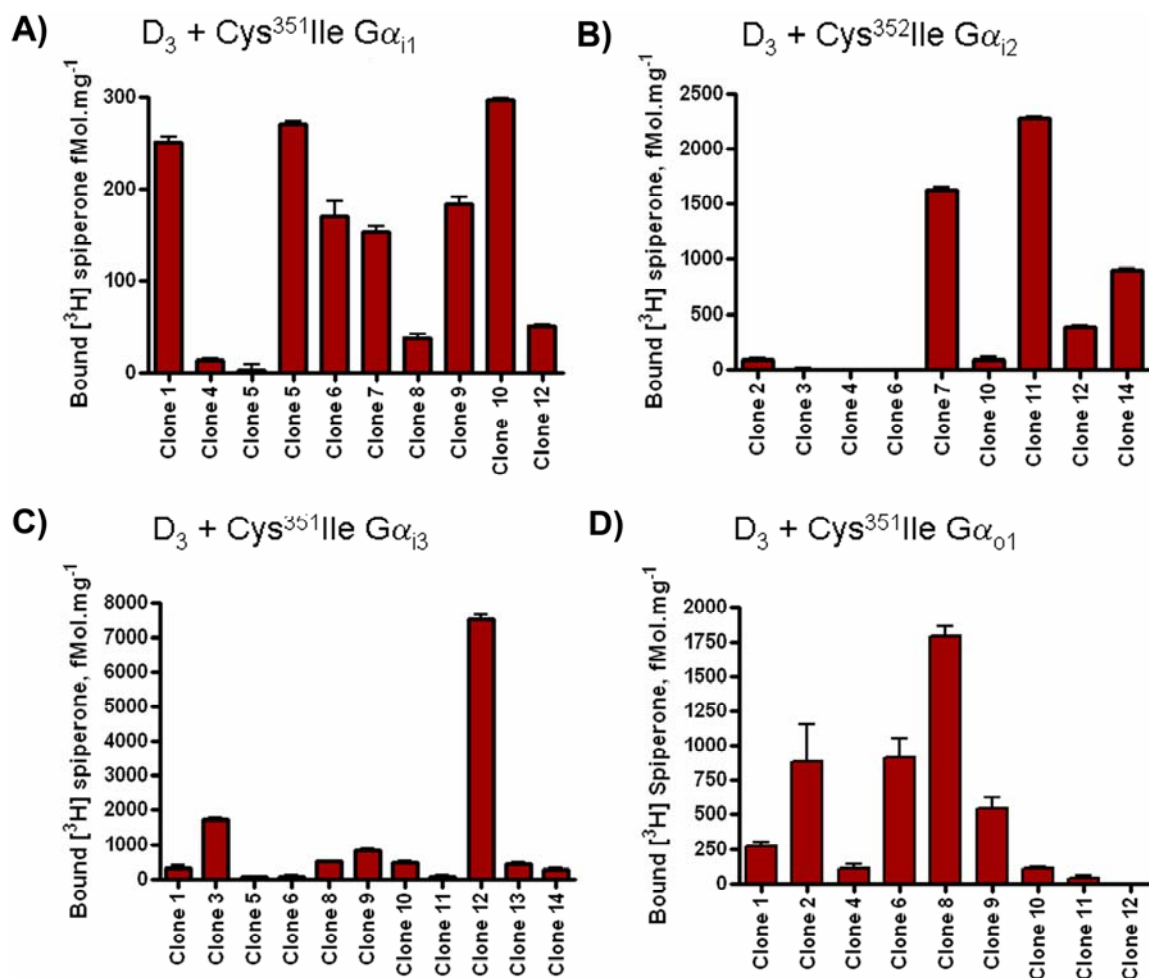 A)
D₃ + Cys³⁵¹Ile Gα_i1
Bound [³H] spiperone fMol.mg⁻¹
300
200
100
0
Clone 1
Clone 4
Clone 5
Clone 5
Clone 6
Clone 7
Clone 8
Clone 9
Clone 10
Clone 12
B)
D₃ + Cys³⁵²Ile Gα_i2
Bound [³H] spiperone, fMol.mg⁻¹
2500
2000
1500
1000
500
0
Clone 2
Clone 3
Clone 4
Clone 6
Clone 7
Clone 10
Clone 11
Clone 12
Clone 14
C)
D₃ + Cys³⁵¹Ile Gα_i3
Bound [³H] spiperone, fMol.mg⁻¹
8000
7000
6000
5000
4000
3000
2000
1000
0
Clone 1
Clone 3
Clone 5
Clone 6
Clone 8
Clone 9
Clone 10
Clone 11
Clone 12
Clone 13
Clone 14
D)
D₃ + Cys³⁵¹Ile Gα_o1
Bound [³H] Spiperone, fMol.mg⁻¹
2000
1750
1500
1250
1000
750
500
250
0
Clone 1
Clone 2
Clone 4
Clone 6
Clone 8
Clone 9
Clone 10
Clone 11
Clone 12